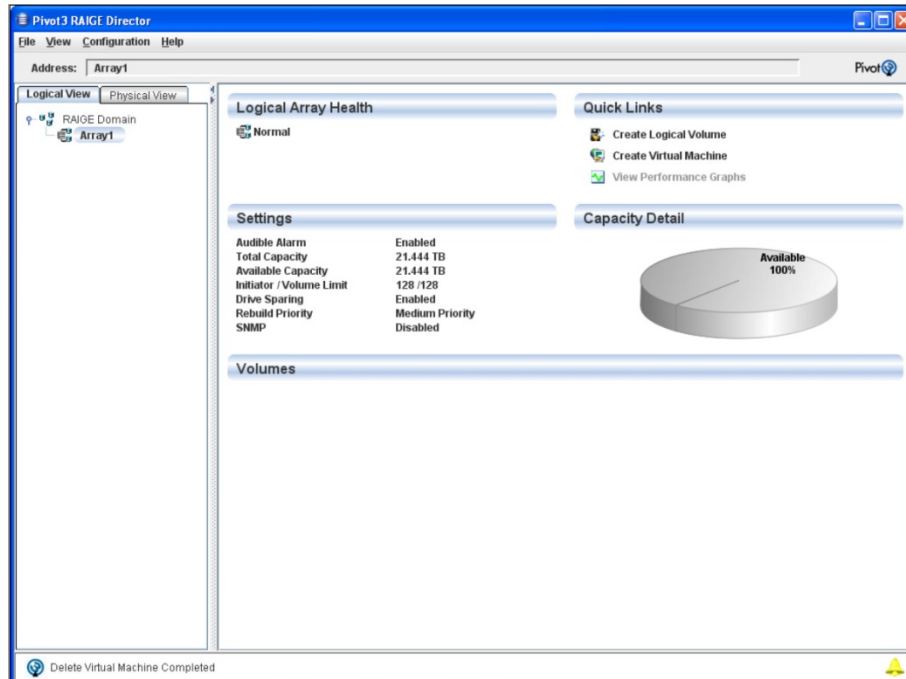 Pivot3 RAIGE Director
File View Configuration Help
Address: Array1
Pivot3
Logical View Physical View
RAIGE Domain
Array1
Logical Array Health
Normal
Quick Links
Create Logical Volume
Create Virtual Machine
View Performance Graphs
Settings
Audible Alarm Enabled
Total Capacity 21.444 TB
Available Capacity 21.444 TB
Initiator / Volume Limit 128 /128
Drive Sparing Enabled
Rebuild Priority Medium Priority
SNMP Disabled
Capacity Detail
Available
100%
Volumes
Delete Virtual Machine Completed